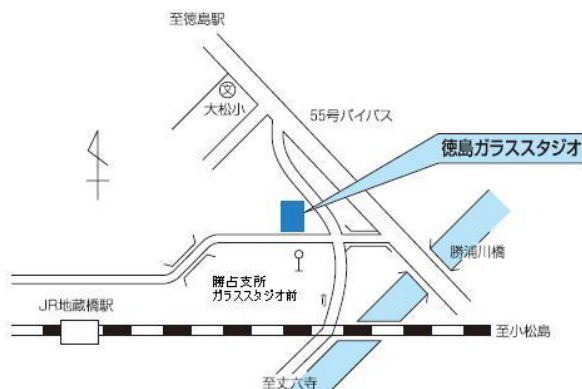 至徳島駅
文
大松小
55号バイパス
徳島ガラススタジオ
勝浦川橋
勝占支所
ガラススタジオ前
JR地蔵橋駅
至小松島
至丈六寺